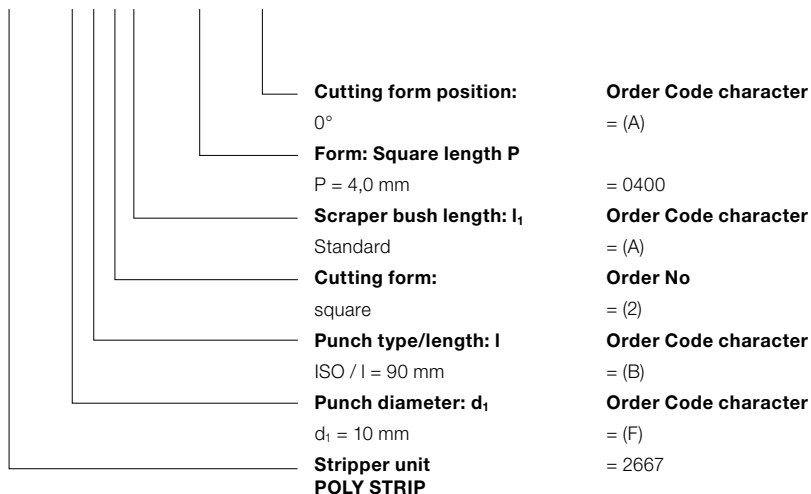 Cutting form position: Order Code character
0° = (A)
Form: Square length P
P = 4,0 mm = 0400
Scraper bush length: l₁ Order Code character
Standard = (A)
Cutting form: Order No
square = (2)
Punch type/length: l Order Code character
ISO / l = 90 mm = (B)
Punch diameter: d₁ Order Code character
d₁ = 10 mm = (F)
Stripper unit = 2667
POLY STRIP